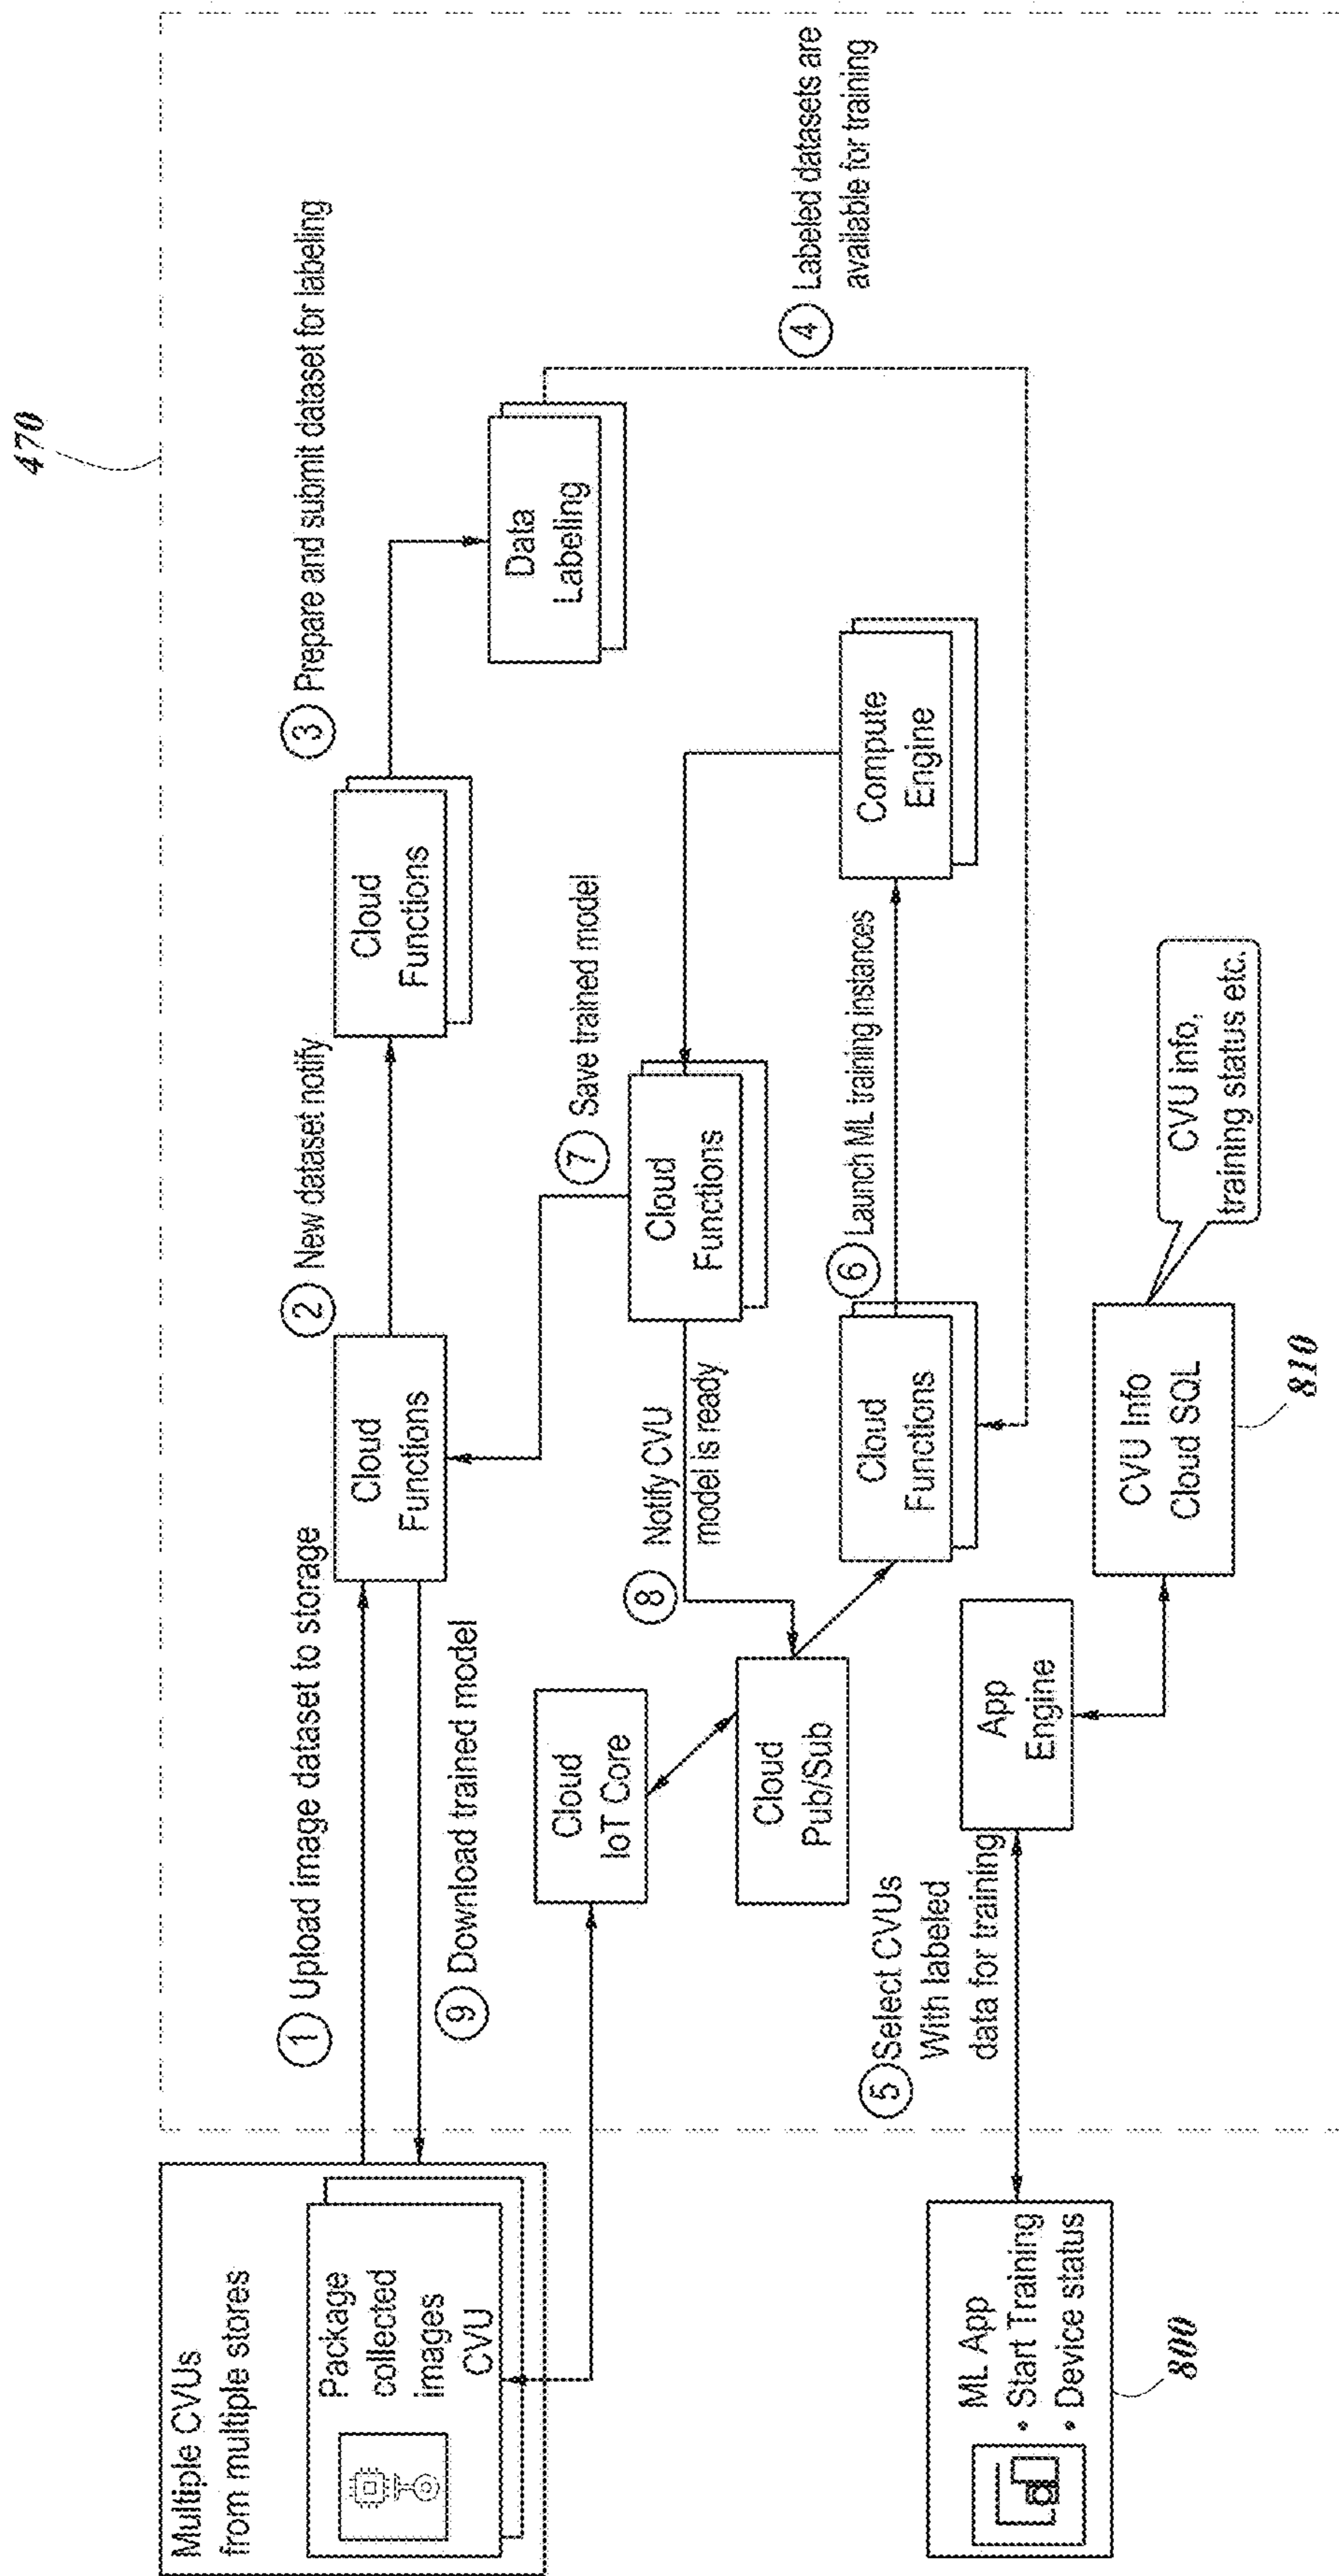 470
Multiple CVUs
from multiple stores
Package
collected
images
CVU
1 Upload image dataset to storage
9 Download trained model
Cloud
Functions
2 New dataset notify
Cloud
Functions
3 Prepare and submit dataset for labeling
Data
Labeling
4 Labeled datasets are
available for training
Cloud
IoT Core
Cloud
Pub/Sub
8 Notify CVU
model is ready
Cloud
Functions
7 Save trained model
Cloud
Functions
6 Launch ML training instances
Compute
Engine
ML App
• Start Training
• Device status
800
5 Select CVUs
With labeled
data for training
App
Engine
CVU Info
Cloud SQL
810
CVU info,
training status etc.